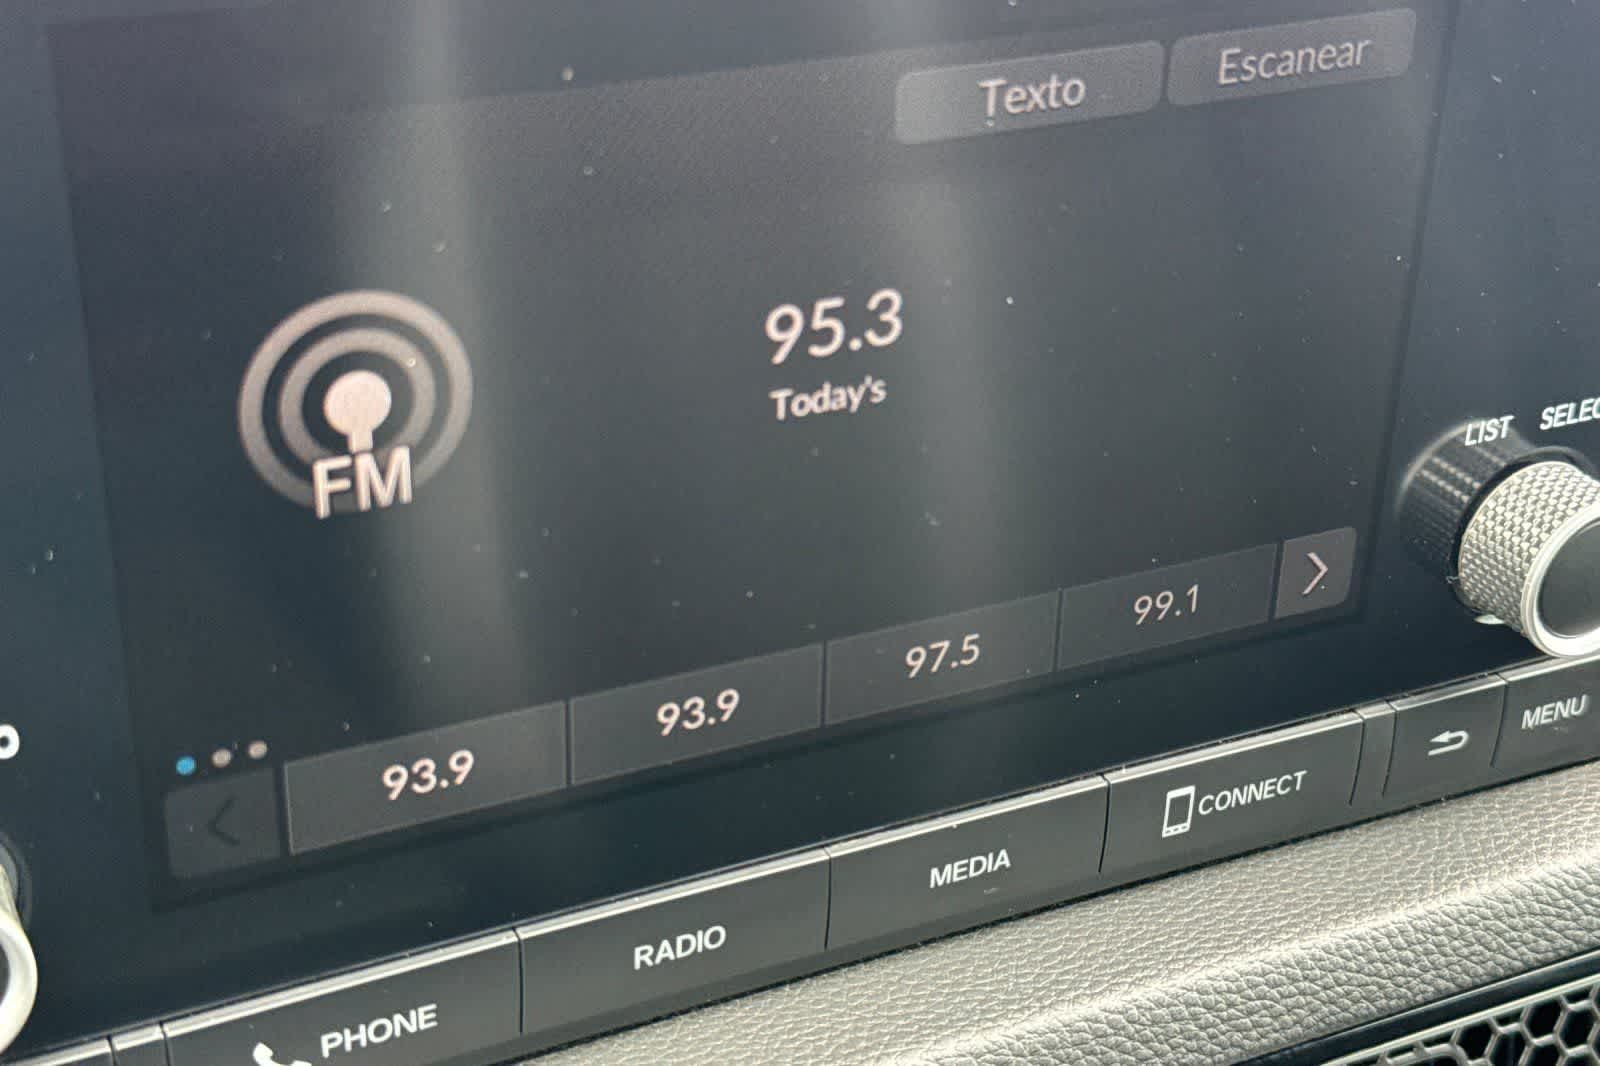 Texto Escanear
95.3
Today's
FM
LIST SELEC
93.9 93.9 97.5 99.1
PHONE RADIO MEDIA CONNECT MENU